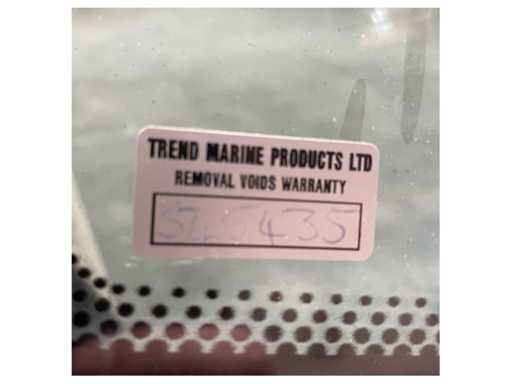 TREND MARINE PRODUCTS LTD
REMOVAL VOIDS WARRANTY